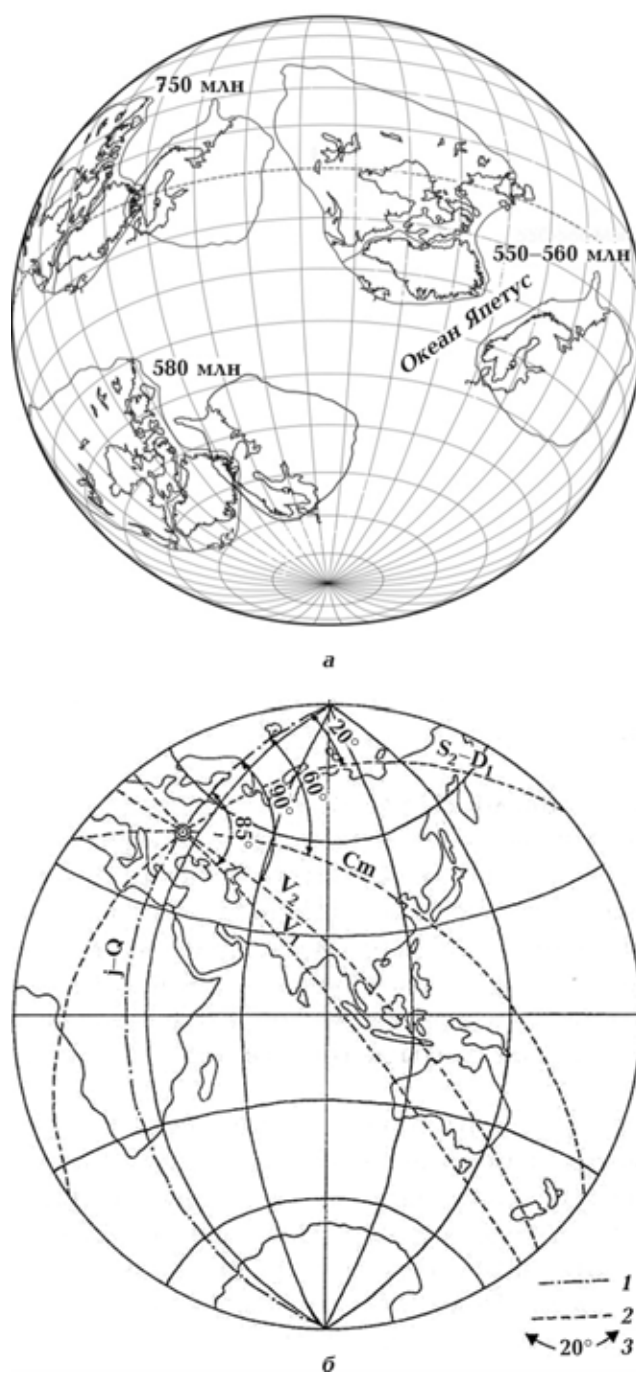 750 млн
550–560 млн
Океан Япетус
580 млн
а
20°
S₂–D₁
60°
90°
85°
Cm
V₂
V₁
j–Q
1
2
20° 3
б